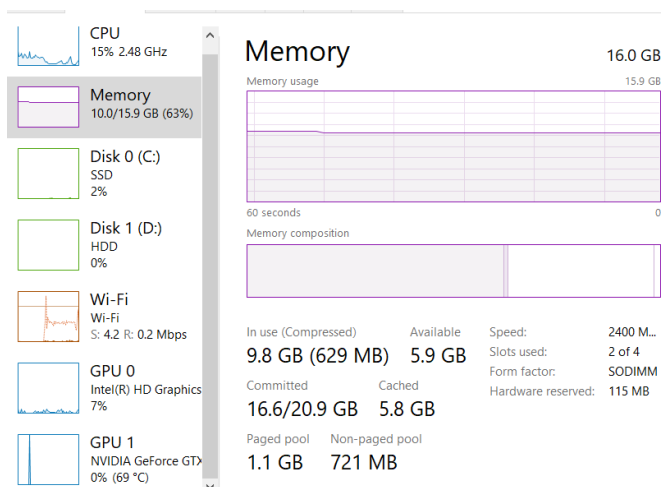 CPU
15% 2.48 GHz
Memory
10.0/15.9 GB (63%)
Disk 0 (C:)
SSD
2%
Disk 1 (D:)
HDD
0%
Wi-Fi
Wi-Fi
S: 4.2 R: 0.2 Mbps
GPU 0
Intel(R) HD Graphics
7%
GPU 1
NVIDIA GeForce GTX
0% (69 °C)
Memory 16.0 GB
Memory usage 15.9 GB
60 seconds 0
Memory composition
In use (Compressed) Available
9.8 GB (629 MB) 5.9 GB
Committed Cached
16.6/20.9 GB 5.8 GB
Paged pool Non-paged pool
1.1 GB 721 MB
Speed: 2400 M...
Slots used: 2 of 4
Form factor: SODIMM
Hardware reserved: 115 MB